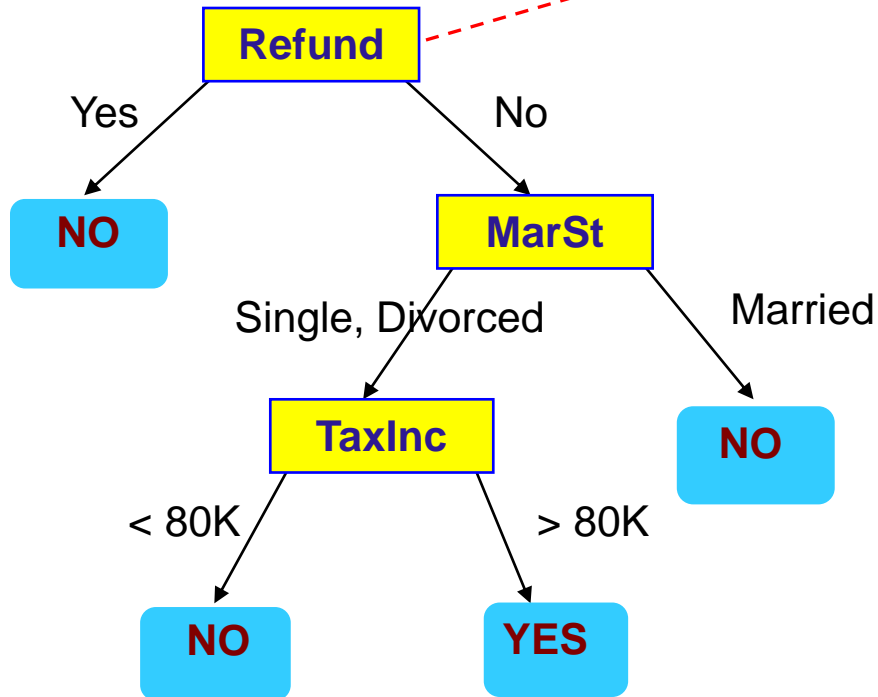 Refund
Yes
No
NO
MarSt
Single, Divorced
Married
TaxInc
NO
< 80K
> 80K
NO
YES